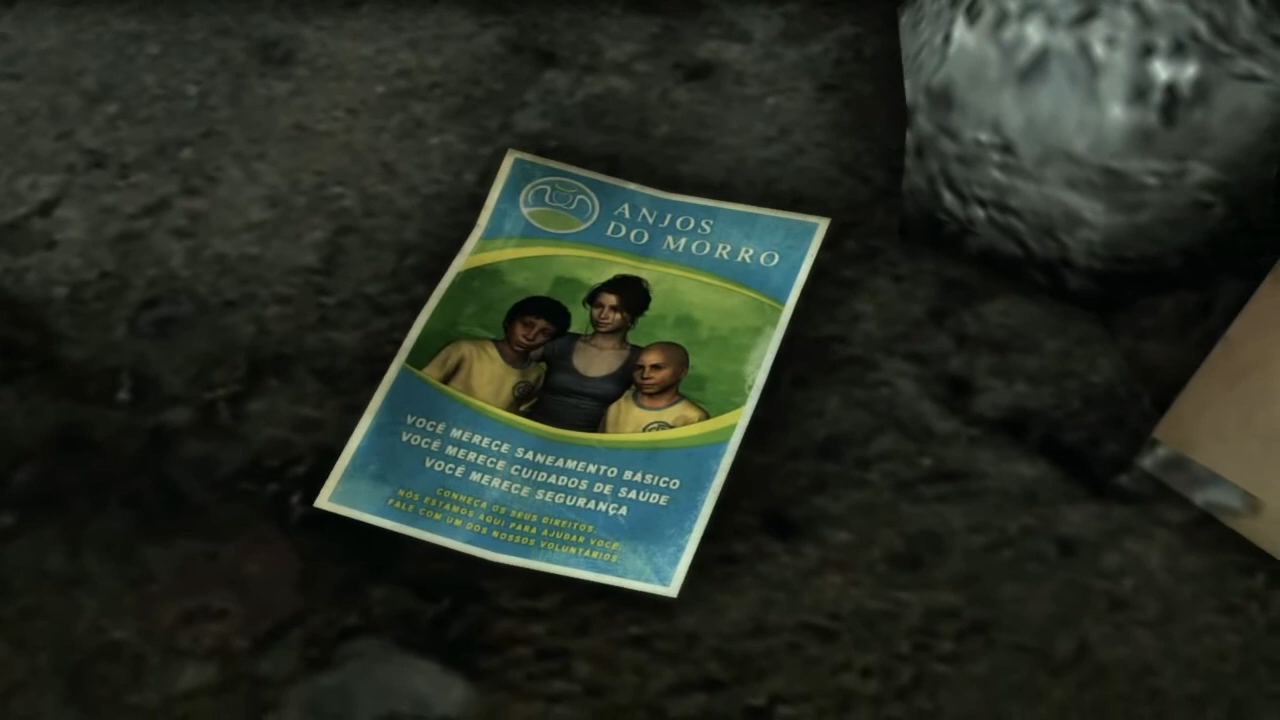 ANJOS
DO MORRO
VOCÊ MERECE SANEAMENTO BÁSICO
VOCÊ MERECE CUIDADOS DE SAÚDE
VOCÊ MERECE SEGURANÇA
CONHEÇA OS SEUS DIREITOS.
NÓS ESTAMOS AQUI PARA AJUDAR VOCÊ.
FALE COM UM DOS NOSSOS VOLUNTÁRIOS.